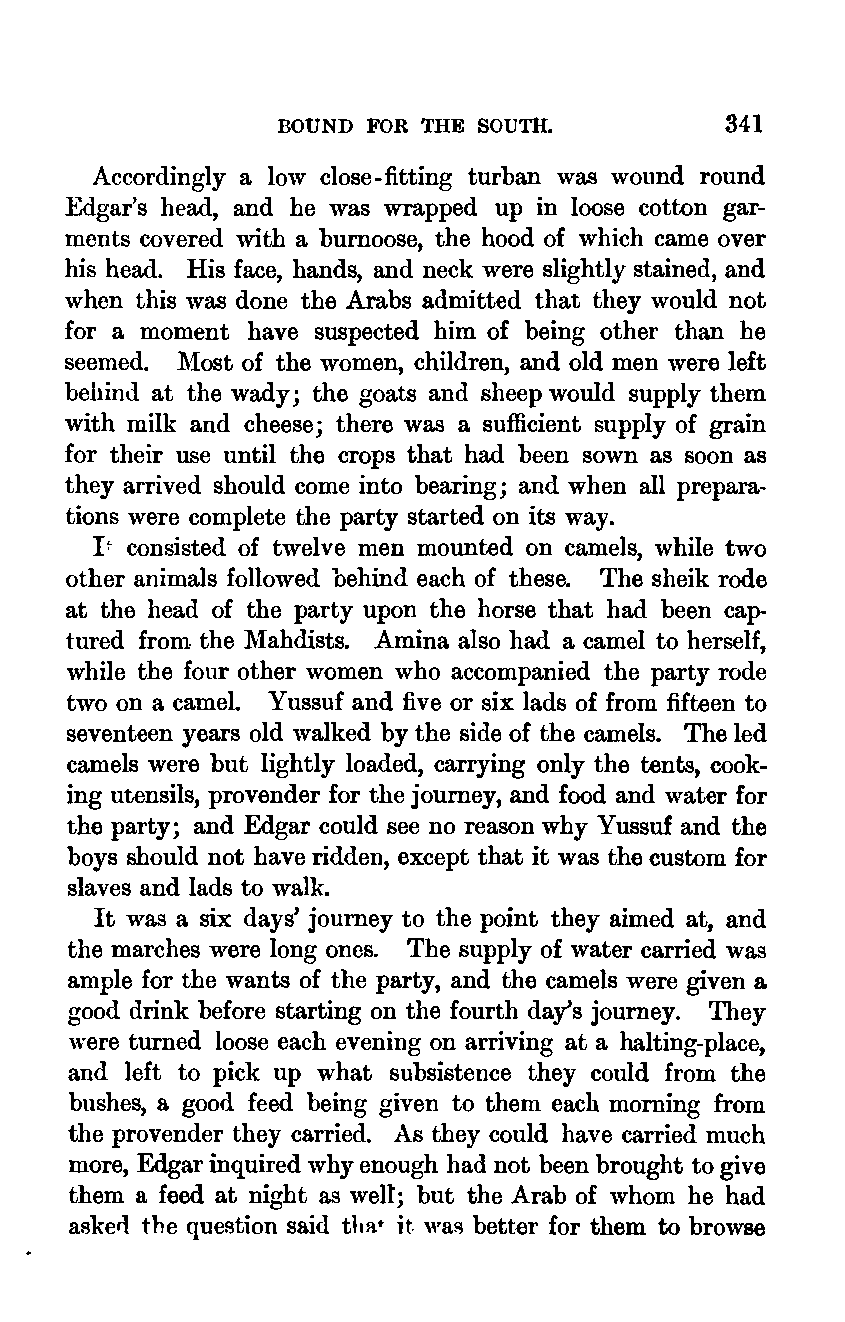 BOUND FOR THE SOUTH. 341
Accordingly a low close-fitting turban was wound round
Edgar's head, and he was wrapped up in loose cotton gar-
ments covered with a burnoose, the hood of which came over
his head. His face, hands, and neck were slightly stained, and
when this was done the Arabs admitted that they would not
for a moment have suspected him of being other than he
seemed. Most of the women, children, and old men were left
behind at the wady; the goats and sheep would supply them
with milk and cheese; there was a sufficient supply of grain
for their use until the crops that had been sown as soon as
they arrived should come into bearing; and when all prepara-
tions were complete the party started on its way.
It consisted of twelve men mounted on camels, while two
other animals followed behind each of these. The sheik rode
at the head of the party upon the horse that had been cap-
tured from the Mahdists. Amina also had a camel to herself,
while the four other women who accompanied the party rode
two on a camel. Yussuf and five or six lads of from fifteen to
seventeen years old walked by the side of the camels. The led
camels were but lightly loaded, carrying only the tents, cook-
ing utensils, provender for the journey, and food and water for
the party; and Edgar could see no reason why Yussuf and the
boys should not have ridden, except that it was the custom for
slaves and lads to walk.
It was a six days' journey to the point they aimed at, and
the marches were long ones. The supply of water carried was
ample for the wants of the party, and the camels were given a
good drink before starting on the fourth day's journey. They
were turned loose each evening on arriving at a halting-place,
and left to pick up what subsistence they could from the
bushes, a good feed being given to them each morning from
the provender they carried. As they could have carried much
more, Edgar inquired why enough had not been brought to give
them a feed at night as well; but the Arab of whom he had
asked the question said that it was better for them to browse